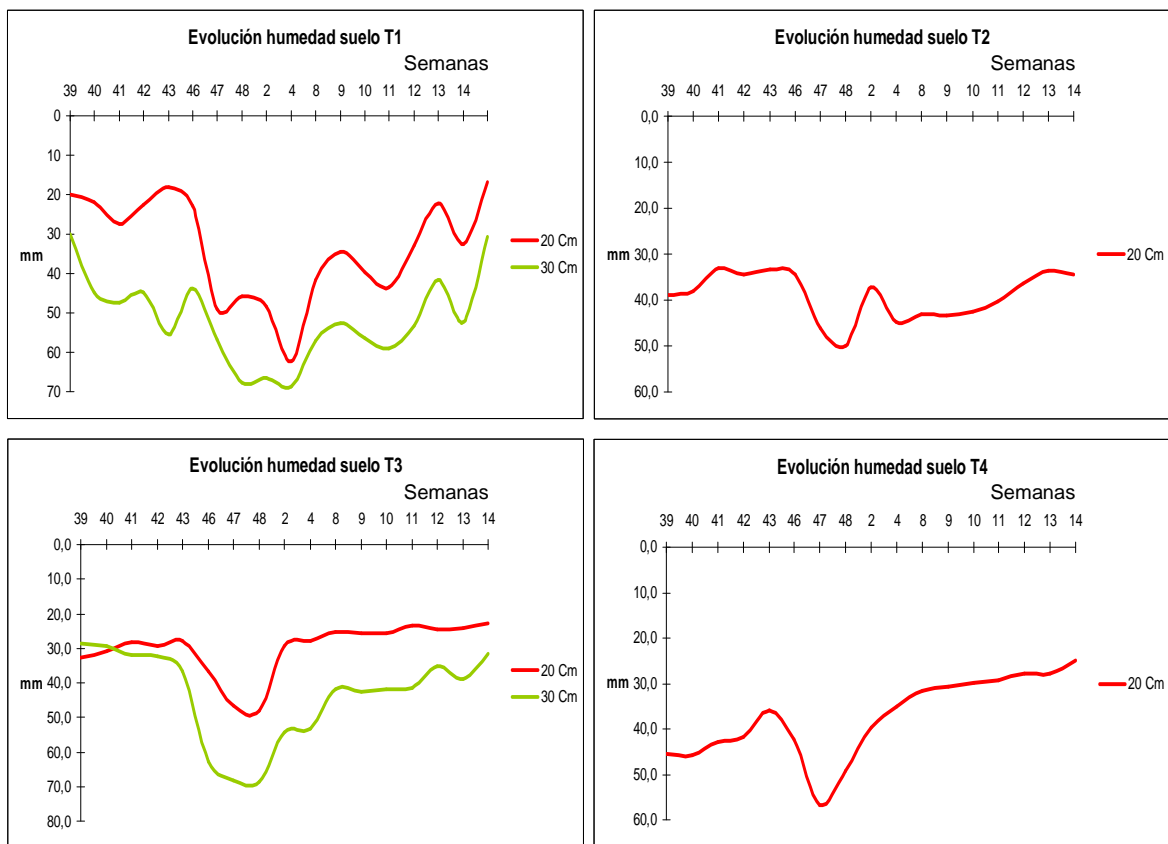 Evolución humedad suelo T1
Semanas
39 40 41 42 43 46 47 48 2 4 8 9 10 11 12 13 14
0
10
20
30
mm
40
50
60
70
20 Cm
30 Cm
Evolución humedad suelo T2
Semanas
39 40 41 42 43 46 47 48 2 4 8 9 10 11 12 13 14
0,0
10,0
20,0
30,0
mm
40,0
50,0
60,0
20 Cm
Evolución humedad suelo T3
Semanas
39 40 41 42 43 46 47 48 2 4 8 9 10 11 12 13 14
0,0
10,0
20,0
30,0
mm
40,0
50,0
60,0
70,0
80,0
20 Cm
30 Cm
Evolución humedad suelo T4
Semanas
39 40 41 42 43 46 47 48 2 4 8 9 10 11 12 13 14
0,0
10,0
20,0
30,0
mm
40,0
50,0
60,0
20 Cm